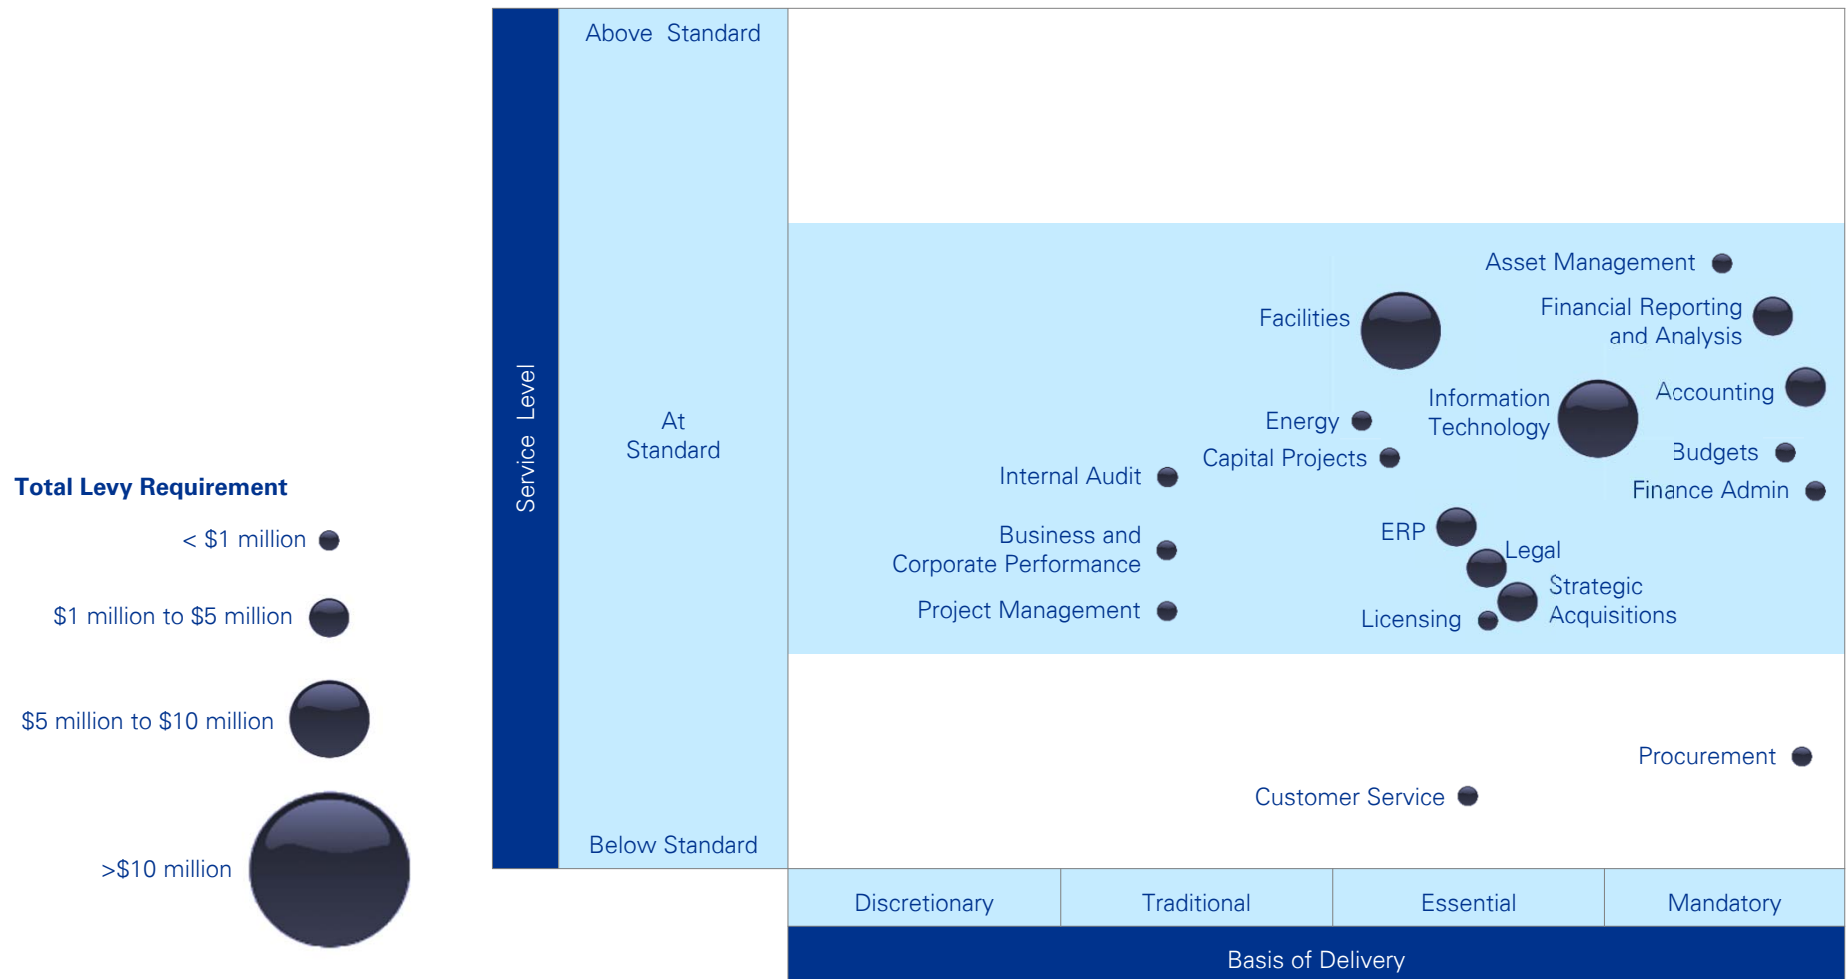 Total Levy Requirement
< $1 million
$1 million to $5 million
$5 million to $10 million
>$10 million
Service Level
Above Standard
At
Standard
Below Standard
Asset Management
Facilities
Financial Reporting
and Analysis
Information
Technology
Accounting
Energy
Capital Projects
Budgets
Internal Audit
Finance Admin
ERP
Business and
Corporate Performance
Legal
Strategic
Acquisitions
Project Management
Licensing
Procurement
Customer Service
Discretionary
Traditional
Essential
Mandatory
Basis of Delivery